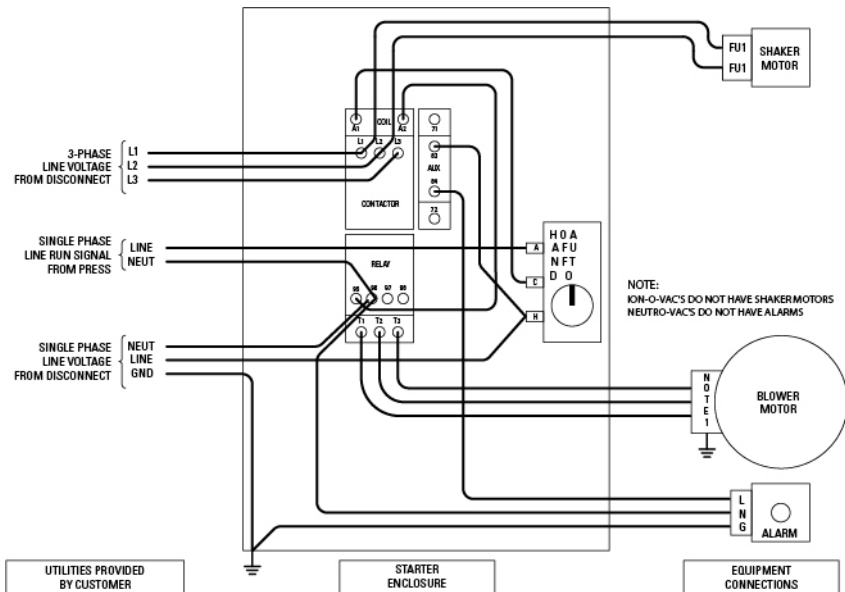 FU1
FU1
SHAKER
MOTOR
COIL
A1
A2
71
L1
L2
L3
83
AUX
84
CONTACTOR
72
3-PHASE
LINE VOLTAGE
FROM DISCONNECT
L1
L2
L3
SINGLE PHASE
LINE RUN SIGNAL
FROM PRESS
LINE
NEUT
RELAY
95
96
97
98
T1
T2
T3
A
C
H
H O A
A F U
N F T
D O
NOTE:
ION-O-VAC'S DO NOT HAVE SHAKER MOTORS
NEUTRO-VAC'S DO NOT HAVE ALARMS
SINGLE PHASE
LINE VOLTAGE
FROM DISCONNECT
NEUT
LINE
GND
N
O
T
E
1
BLOWER
MOTOR
L
N
G
ALARM
UTILITIES PROVIDED
BY CUSTOMER
STARTER
ENCLOSURE
EQUIPMENT
CONNECTIONS